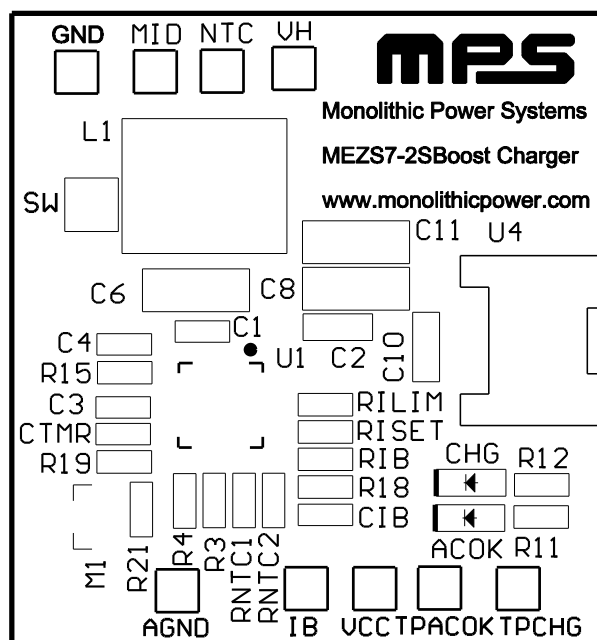 GND MID NTC VH
MPS
Monolithic Power Systems
L1
MEZS7-2SBoost Charger
SW
www.monolithicpower.com
C11 U4
C6 C8
C1
C4 U1 C2 C10
R15
C3 RILIM
CTMR RISET
R19 RIB CHG R12
R18
CIB
M1 R21 R4 R3 RNTC1 RNTC2 ACOK R11
AGND IB VCC TPACOK TPCHG